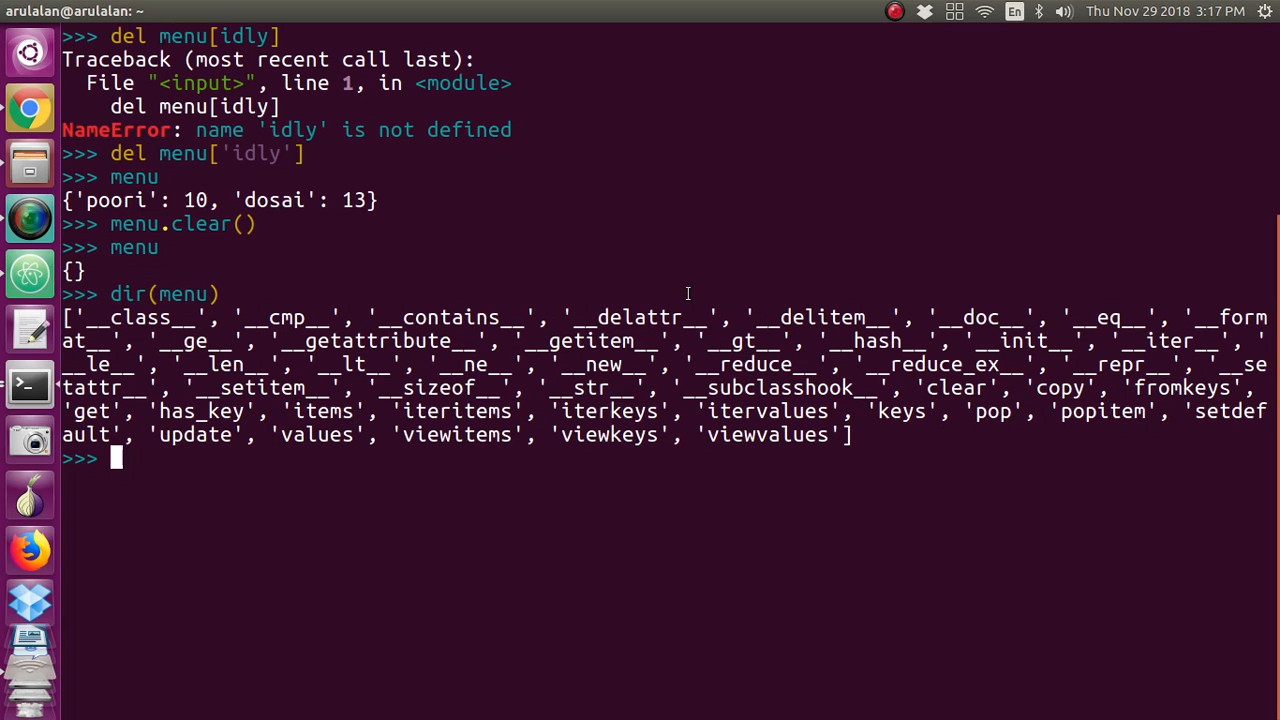 arulalan@arulalan: ~
En
Thu Nov 29 2018 3:17 PM
>>> del menu[idly]
Traceback (most recent call last):
  File "<input>", line 1, in <module>
    del menu[idly]
NameError: name 'idly' is not defined
>>> del menu['idly']
>>> menu
{'poori': 10, 'dosai': 13}
>>> menu.clear()
>>> menu
{}
>>> dir(menu)
['__class__', '__cmp__', '__contains__', '__delattr__', '__delitem__', '__doc__', '__eq__', '__form
at__', '__ge__', '__getattribute__', '__getitem__', '__gt__', '__hash__', '__init__', '__iter__', '_
_le__', '__len__', '__lt__', '__ne__', '__new__', '__reduce__', '__reduce_ex__', '__repr__', '__se
tattr__', '__setitem__', '__sizeof__', '__str__', '__subclasshook__', 'clear', 'copy', 'fromkeys',
'get', 'has_key', 'items', 'iteritems', 'iterkeys', 'itervalues', 'keys', 'pop', 'popitem', 'setdef
ault', 'update', 'values', 'viewitems', 'viewkeys', 'viewvalues']
>>>